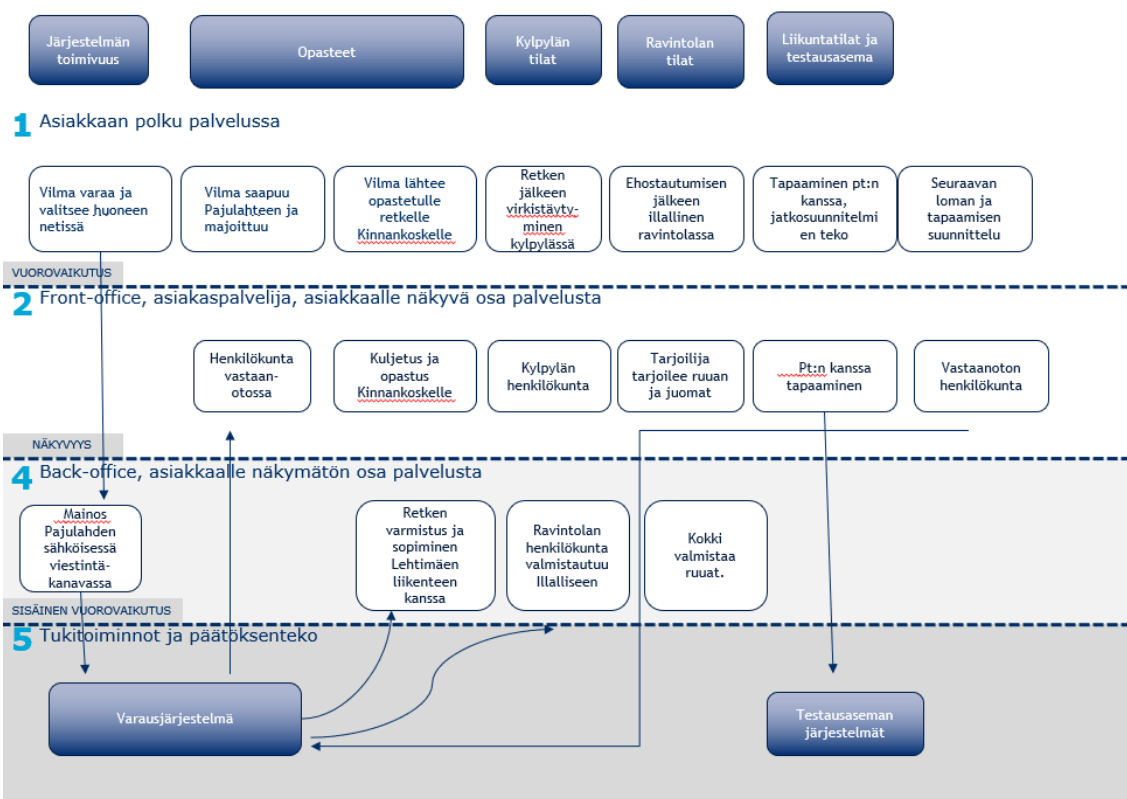 Järjestelmän
toimivuus
Opasteet
Kylpylän
tilat
Ravintolan
tilat
Liikuntatilat ja
testausasema
1 Asiakkaan polku palvelussa
Vilma varaa ja
valitsee huoneen
netissä
Vilma saapuu
Pajulahteen ja
majoittuu
Vilma lähtee
opastetulle
retkelle
Kinnankoskelle
Retken
jälkeen
virkistäyty-
minen
kylpylässä
Ehostautumisen
jälkeen
illallinen
ravintolassa
Tapaaminen pt:n
kanssa,
jatkosuunnitelmi
en teko
Seuraavan
loman ja
tapaamisen
suunnittelu
VUOROVAIKUTUS
2 Front-office, asiakaspalvelija, asiakkaalle näkyvä osa palvelusta
Henkilökunta
vastaan-
otossa
Kuljetus ja
opastus
Kinnankoskelle
Kylpylän
henkilökunta
Tarjoilija
tarjoilee ruuan
ja juomat
Pt:n kanssa
tapaaminen
Vastaanoton
henkilökunta
NÄKYVYYS
4 Back-office, asiakkaalle näkymätön osa palvelusta
Mainos
Pajulahden
sähköisessä
viestintä-
kanavassa
Retken
varmistus ja
sopiminen
Lehtimäen
liikenteen
kanssa
Ravintolan
henkilökunta
valmistautuu
Illalliseen
Kokki
valmistaa
ruuat.
SISÄINEN VUOROVAIKUTUS
5 Tukitoiminnot ja päätöksenteko
Varausjärjestelmä
Testausaseman
järjestelmät